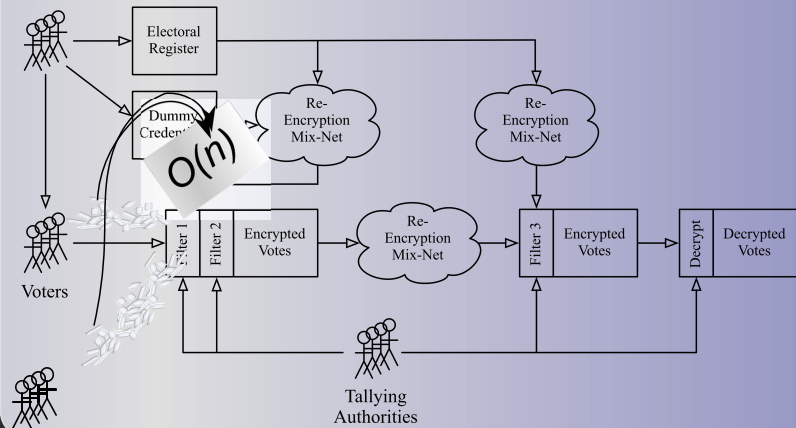 Electoral
Register
Dummy
O(n)
Re-
Encryption
Mix-Net
Re-
Encryption
Mix-Net
Filter 1
Filter 2
Encrypted
Votes
Re-
Encryption
Mix-Net
Filter 3
Encrypted
Votes
Decrypt
Decrypted
Votes
Voters
Tallying
Authorities